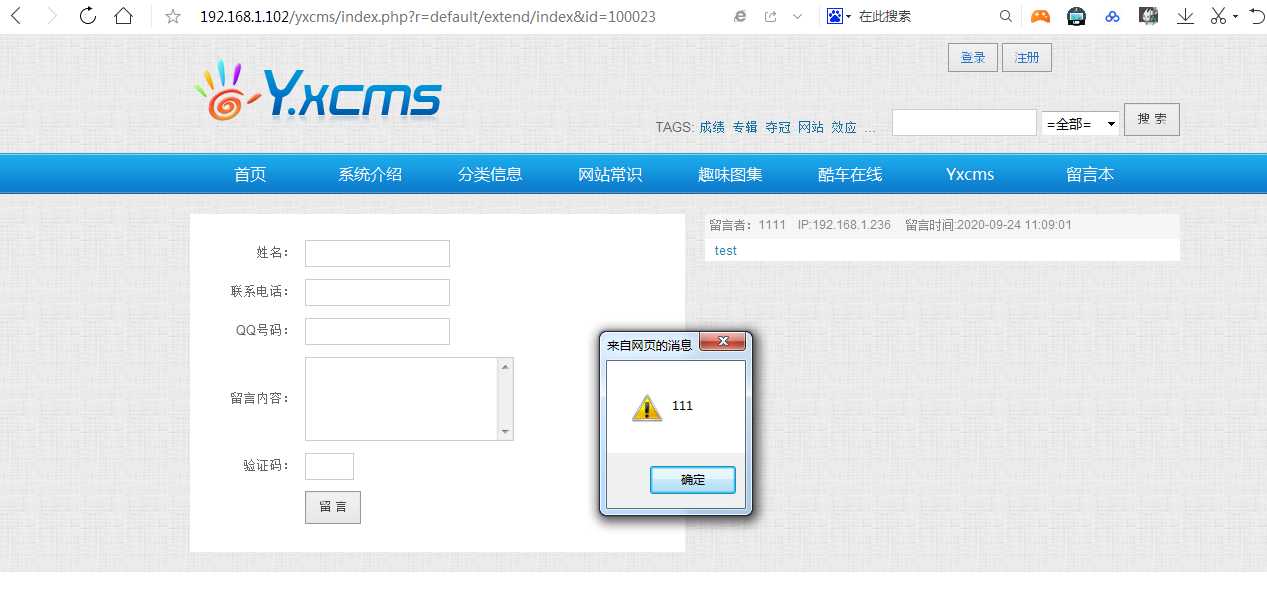 192.168.1.102/yxcms/index.php?r=default/extend/index&id=100023
在此搜索
登录 注册
Y.xcms
TAGS: 成绩 专辑 夺冠 网站 效应 ...
=全部= 搜 索
首页 系统介绍 分类信息 网站常识 趣味图集 酷车在线 Yxcms 留言本
留言者：1111 IP:192.168.1.236 留言时间:2020-09-24 11:09:01
test
姓名：
联系电话：
QQ号码：
留言内容：
验证码：
留 言
来自网页的消息
111
确定